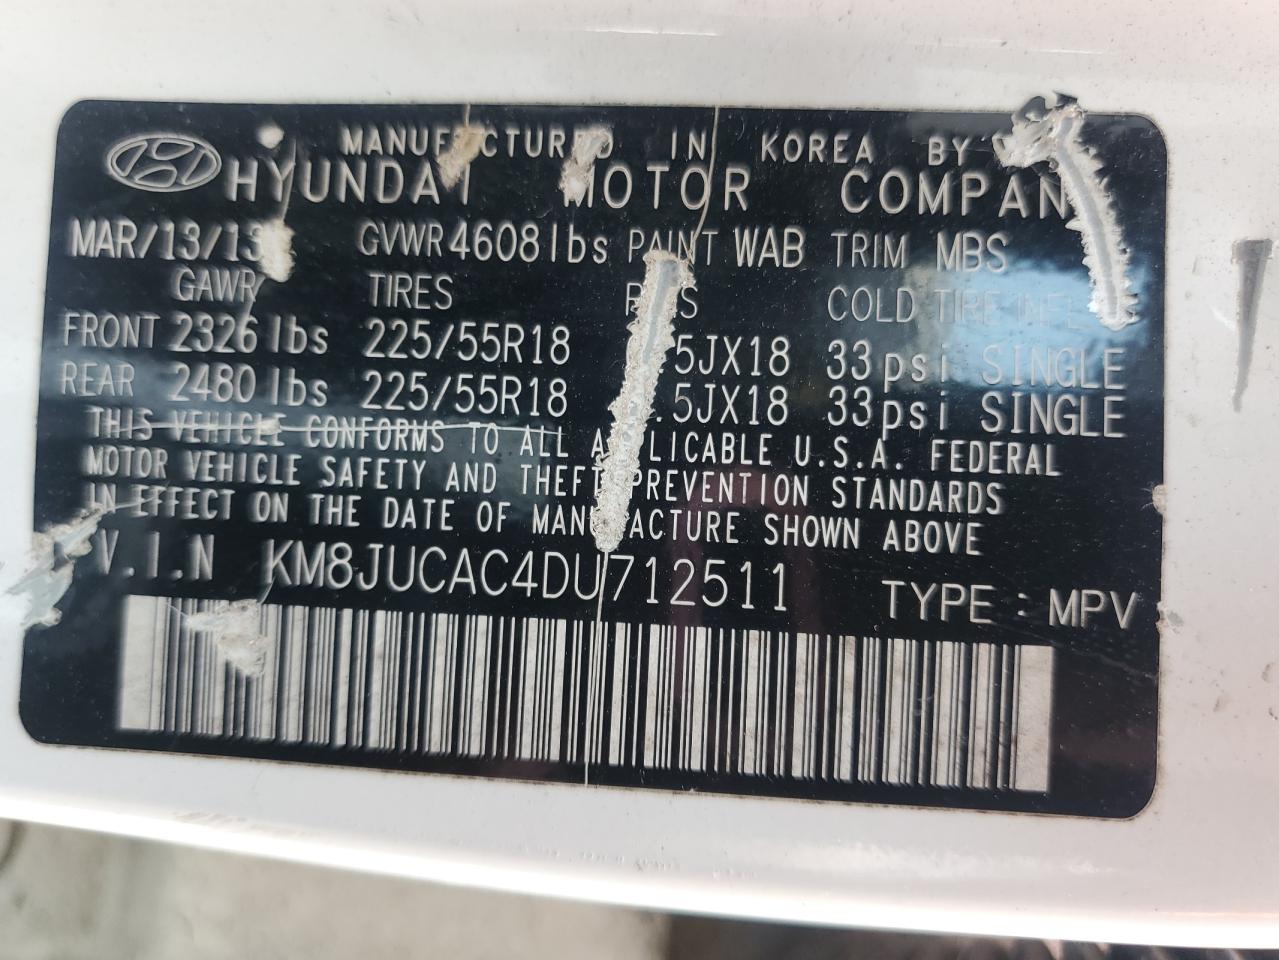 MANUFACTURED IN KOREA BY
HYUNDAI MOTOR COMPAN
MAR/13/13 GVWR 4608 lbs PAINT WAB TRIM MBS
GAWR TIRES COLD TIRE
FRONT 2326 lbs 225/55R18 5JX18 33psi SINGLE
REAR 2480 lbs 225/55R18 .5JX18 33psi SINGLE
THIS VEHICLE CONFORMS TO ALL APPLICABLE U.S.A. FEDERAL
MOTOR VEHICLE SAFETY AND THEFT PREVENTION STANDARDS
IN EFFECT ON THE DATE OF MANUFACTURE SHOWN ABOVE
V.I.N KM8JUCAC4DU712511 TYPE : MPV